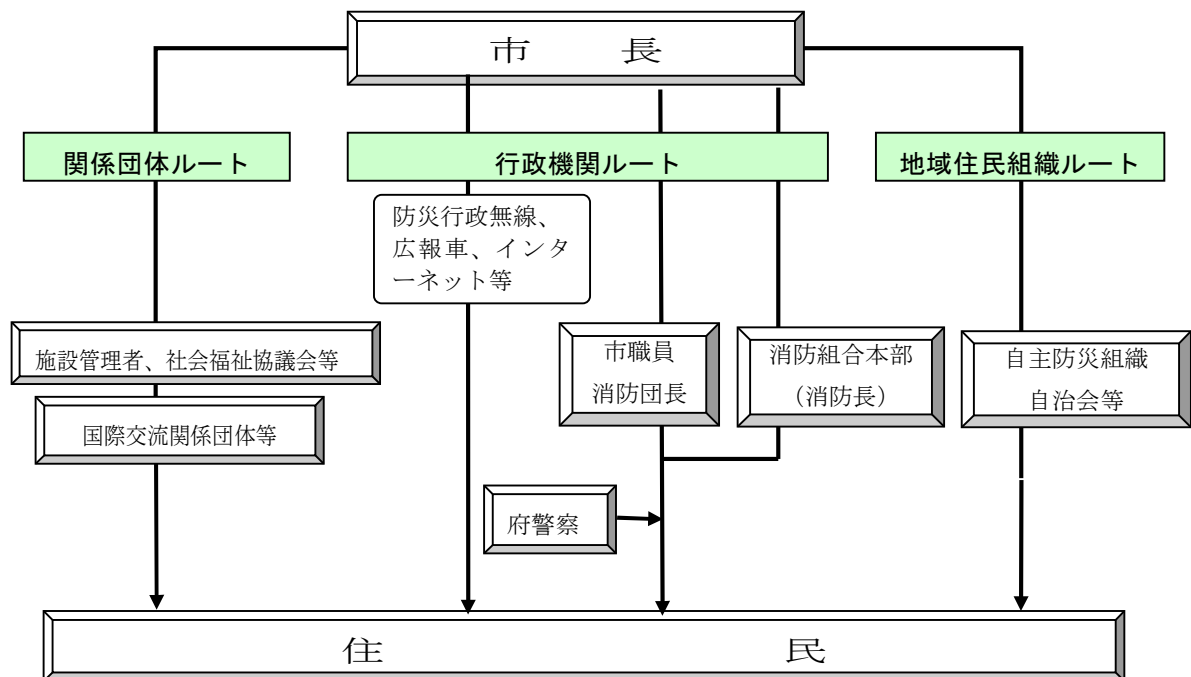 市 長
関係団体ルート
行政機関ルート
地域住民組織ルート
防災行政無線、
広報車、インタ
ーネット等
施設管理者、社会福祉協議会等
国際交流関係団体等
市職員
消防団長
消防組合本部
（消防長）
自主防災組織
自治会等
府警察
住 民